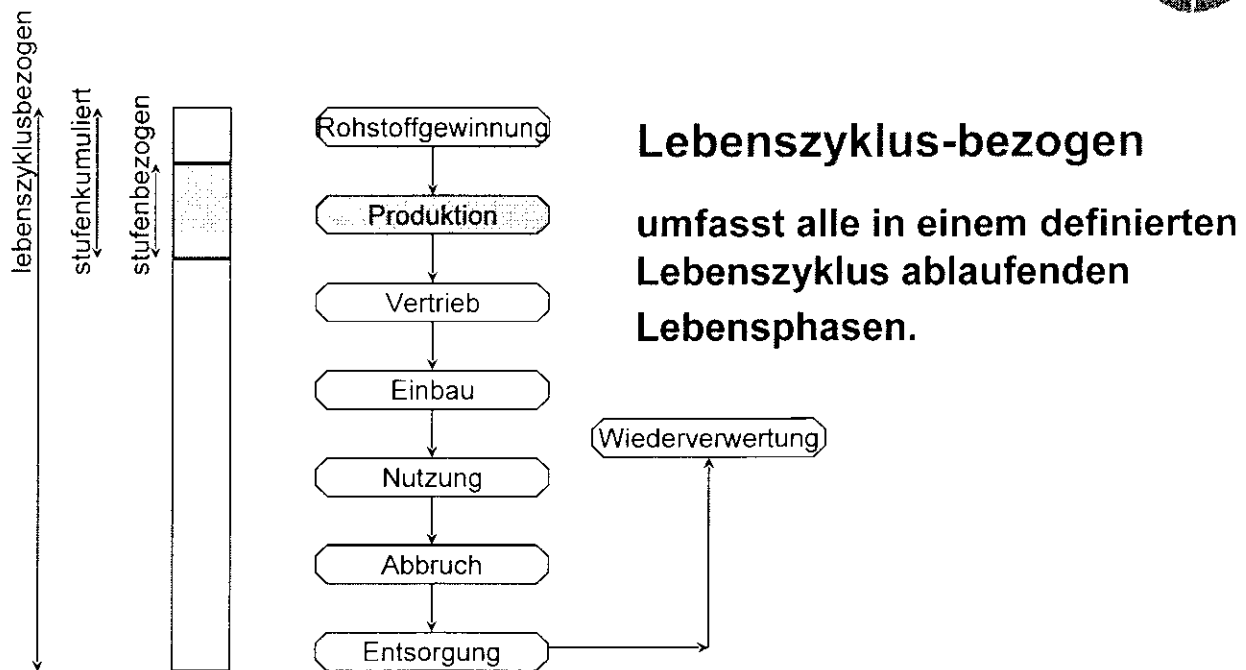 lebenszyklusbezogen
stufenkumuliert
stufenbezogen
Rohstoffgewinnung
Produktion
Vertrieb
Einbau
Nutzung
Abbruch
Entsorgung
Wiederverwertung
Lebenszyklus-bezogen
umfasst alle in einem definierten
Lebenszyklus ablaufenden
Lebensphasen.